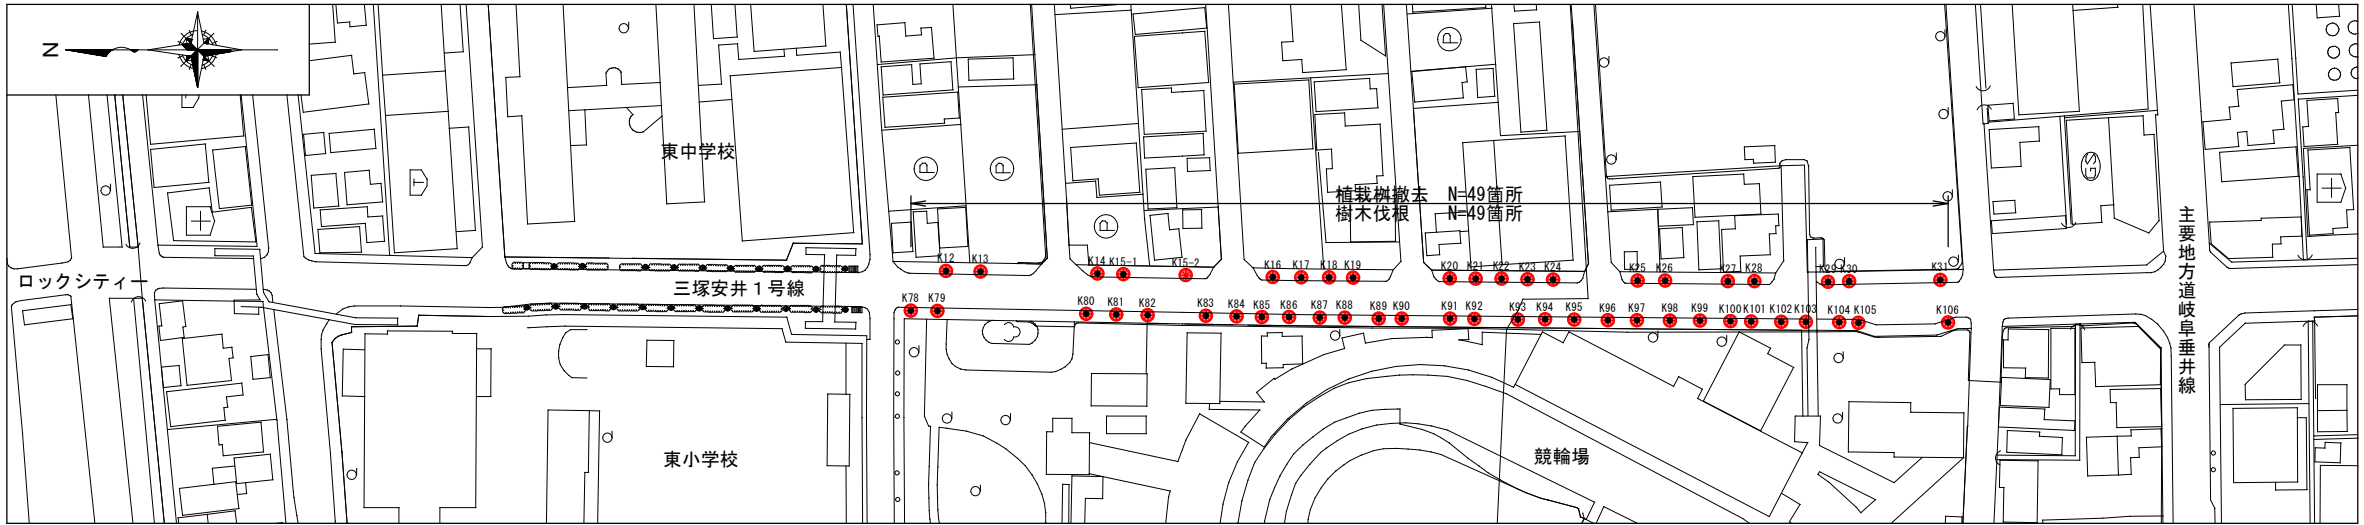 N
P
T
東中学校
P
P
GS
植栽桝撤去 N=49箇所
樹木伐根 N=49箇所
P
主要地方道岐阜垂井線
K12 K13 K14 K15-1 K15-2 K16 K17 K18 K19 K20 K21 K22 K23 K24 K25 K26 K27 K28 K29 K30 K31
ロックシティー
三塚安井1号線
K78 K79 K80 K81 K82 K83 K84 K85 K86 K87 K88 K89 K90 K91 K92 K93 K94 K95 K96 K97 K98 K99 K100 K101 K102 K103 K104 K105 K106
東小学校
競輪場